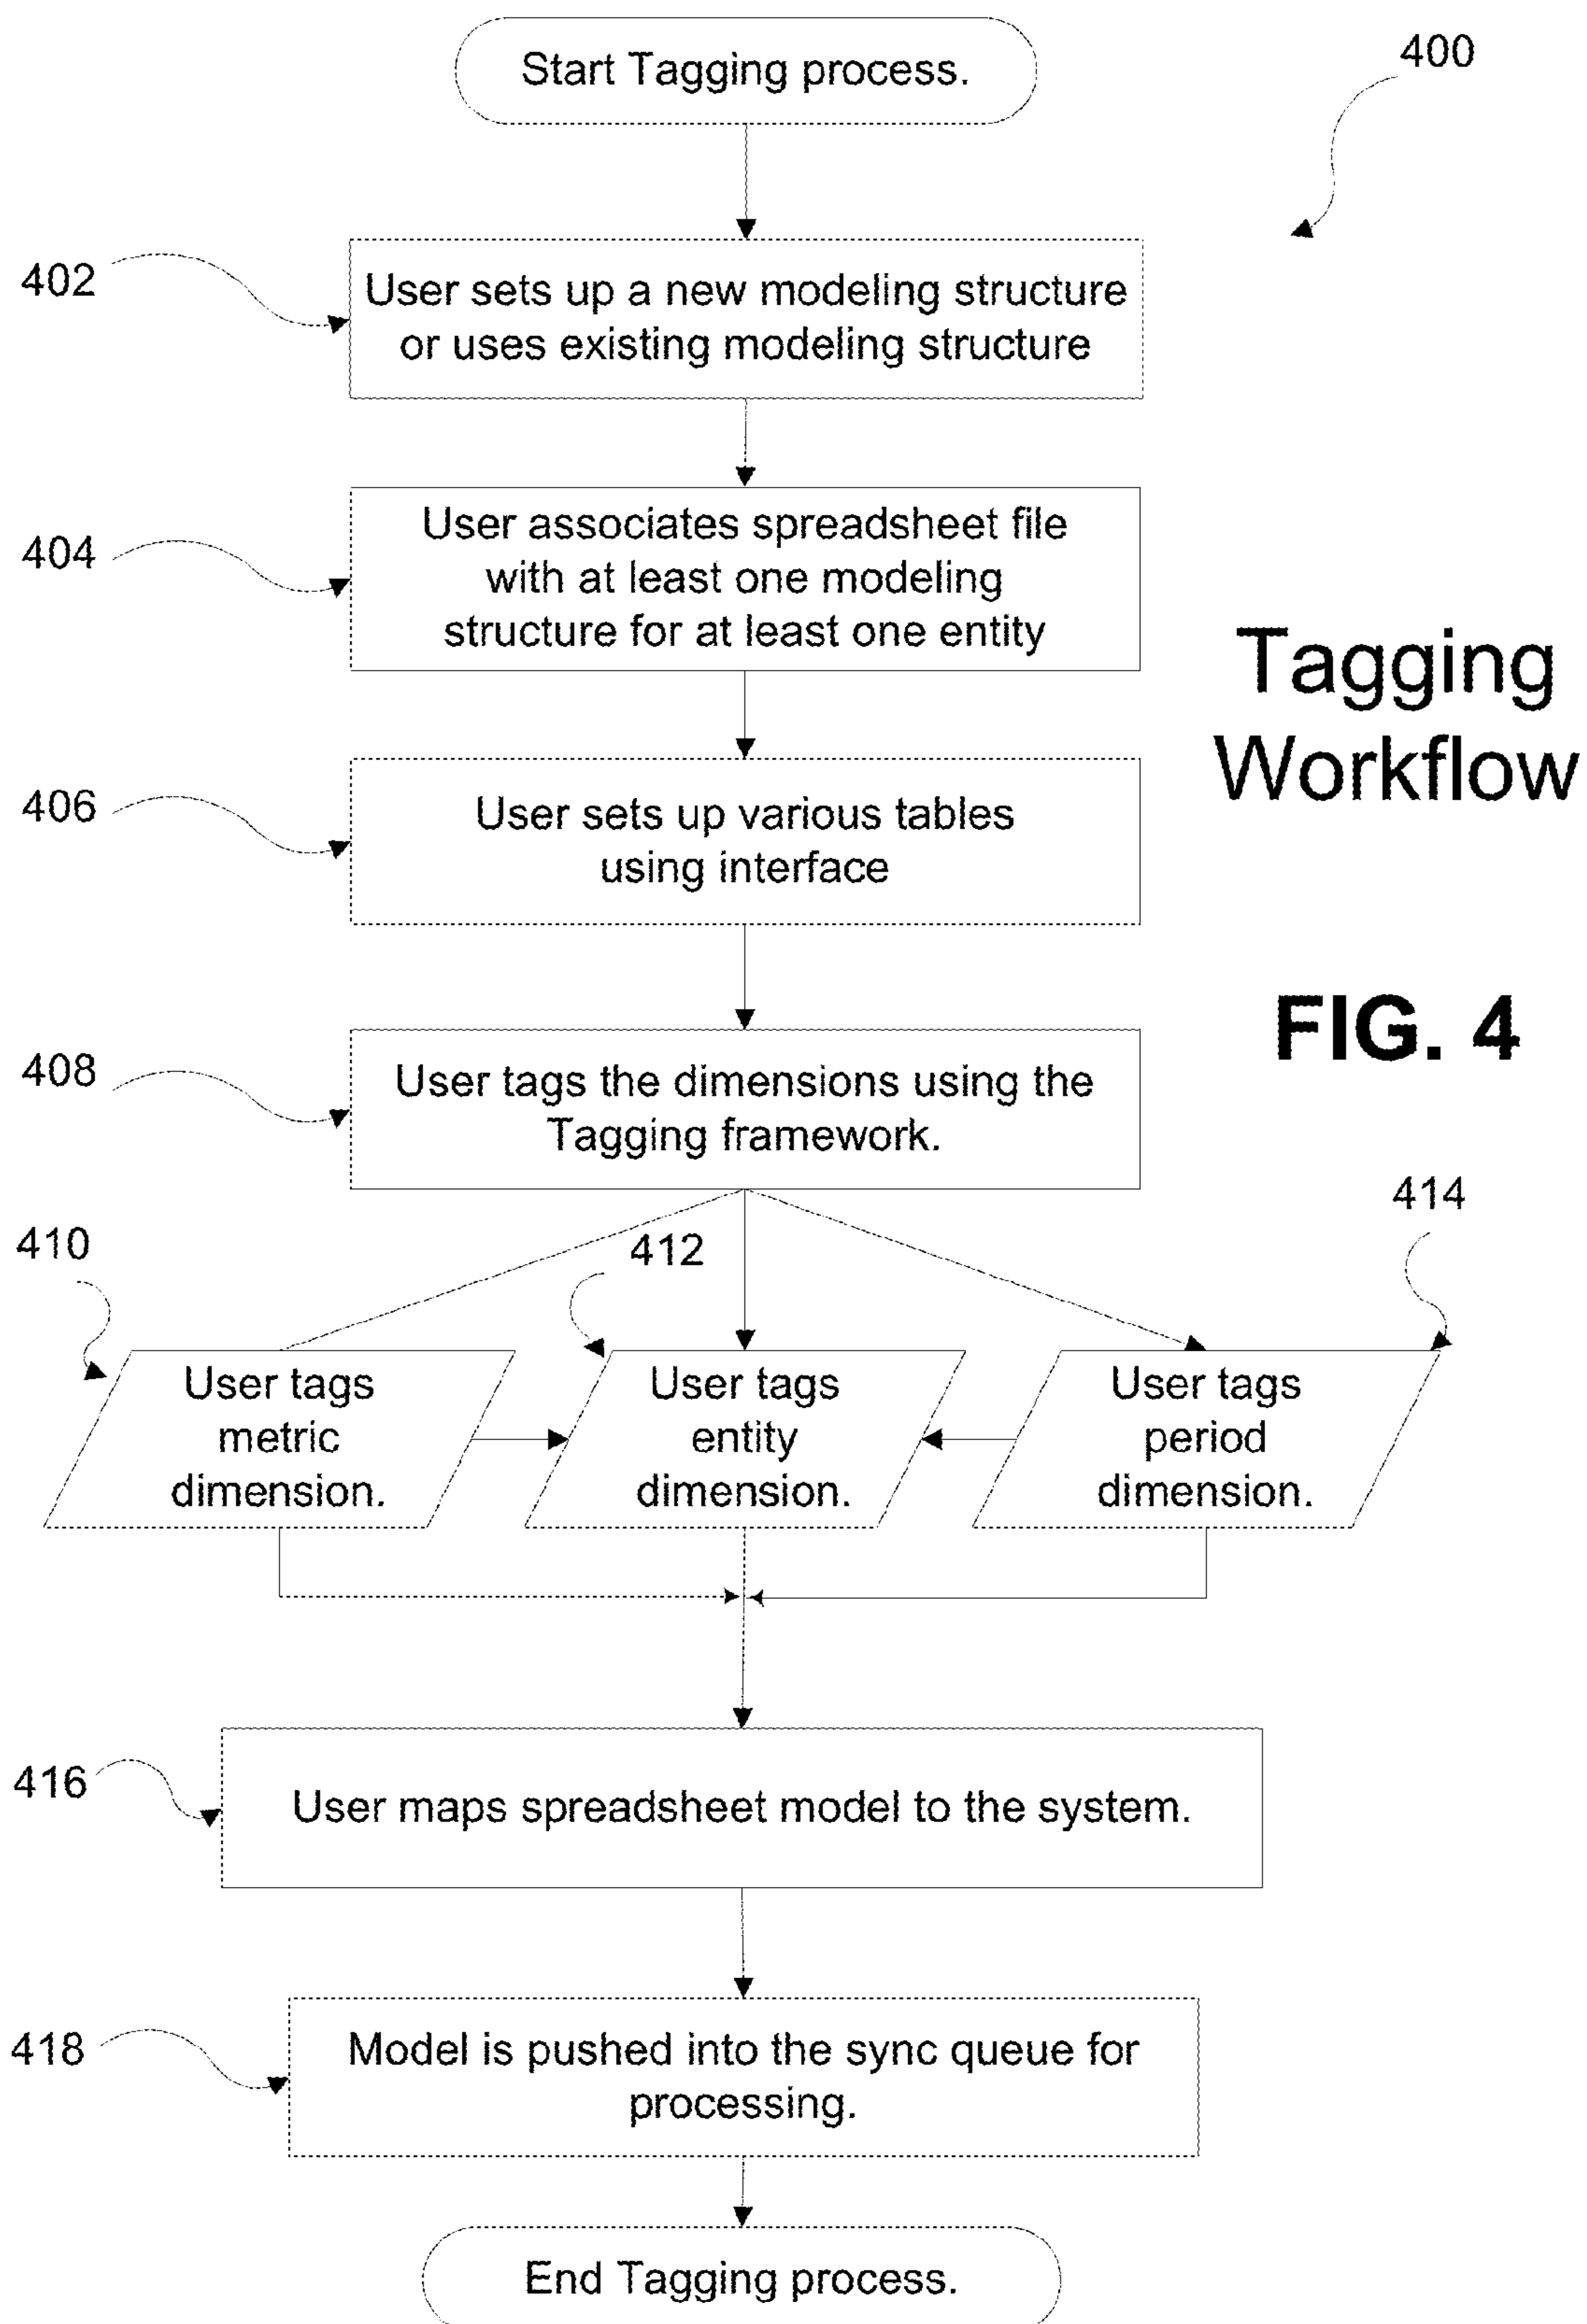 Start Tagging process.
400
402
User sets up a new modeling structure
or uses existing modeling structure
404
User associates spreadsheet file
with at least one modeling
structure for at least one entity
Tagging
Workflow
406
User sets up various tables
using interface
FIG. 4
408
User tags the dimensions using the
Tagging framework.
410
412
414
User tags
metric
dimension.
User tags
entity
dimension.
User tags
period
dimension.
416
User maps spreadsheet model to the system.
418
Model is pushed into the sync queue for
processing.
End Tagging process.